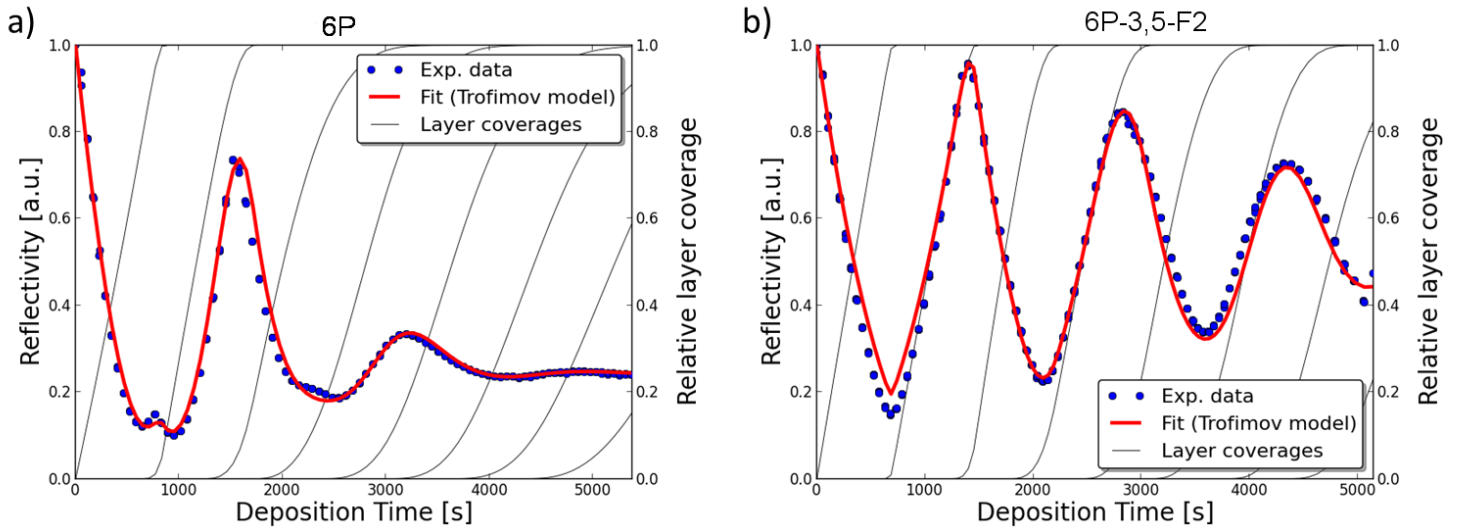 a)
6P
1.0
0.8
0.6
0.4
0.2
0.0
Reflectivity [a.u.]
Exp. data
Fit (Trofimov model)
Layer coverages
1.0
0.8
0.6
0.4
0.2
0.0
Relative layer coverage
0 1000 2000 3000 4000 5000
Deposition Time [s]
b)
6P-3,5-F2
1.0
0.8
0.6
0.4
0.2
0.0
Reflectivity [a.u.]
Exp. data
Fit (Trofimov model)
Layer coverages
1.0
0.8
0.6
0.4
0.2
0.0
Relative layer coverage
0 1000 2000 3000 4000 5000
Deposition Time [s]